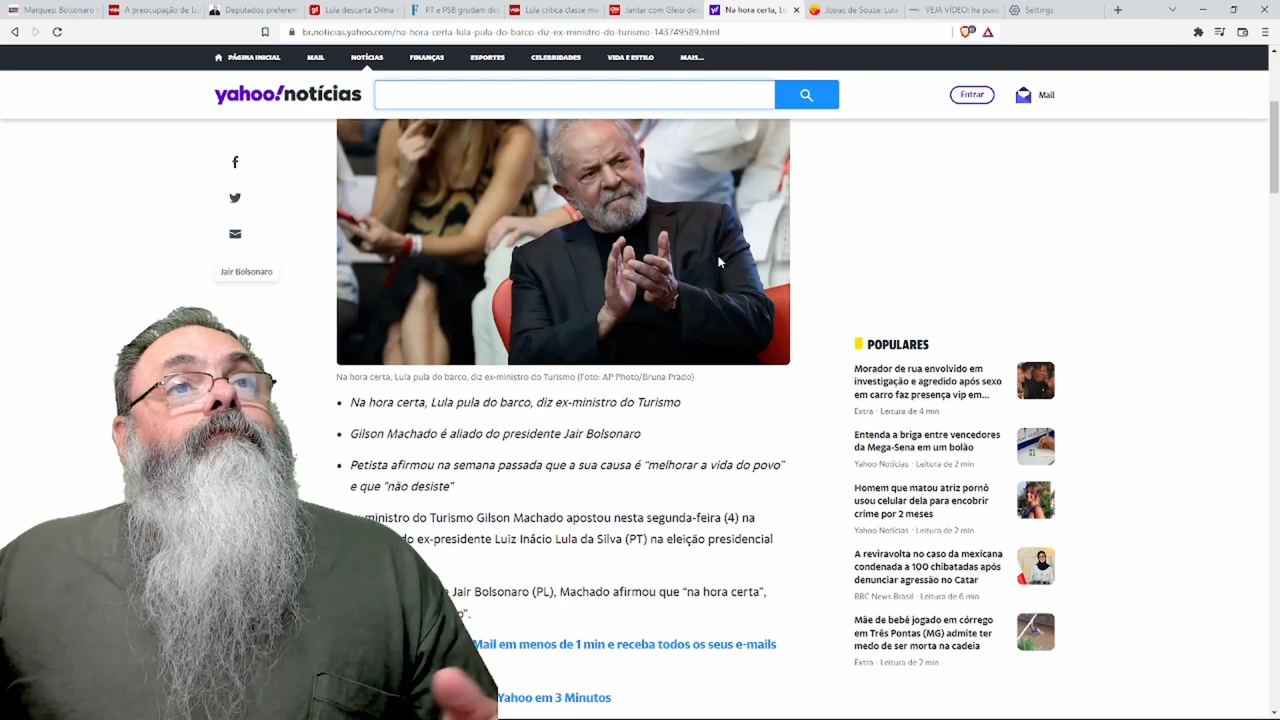 Marques: Bolsonaro
A preocupação de Lu
Deputados preferem
Lula descarta Dilma
PT e PSB grudam de
Lula critica classe m
Jantar com Gleisi de
Na hora certa, Lu
Josias de Souza: Lula
VEJA VÍDEO: Ira puxo
Settings
br.noticias.yahoo.com/na-hora-certa-lula-pula-do-barco-diz-ex-ministro-do-turismo-143749589.html
PÁGINA INICIAL
MAIL
NOTÍCIAS
FINANÇAS
ESPORTES
CELEBRIDADES
VIDA E ESTILO
MAIS...
yahoo!notícias
Entrar
Mail
Jair Bolsonaro
Na hora certa, Lula pula do barco, diz ex-ministro do Turismo (Foto: AP Photo/Bruna Prado)
• Na hora certa, Lula pula do barco, diz ex-ministro do Turismo
• Gilson Machado é aliado do presidente Jair Bolsonaro
• Petista afirmou na semana passada que a sua causa é "melhorar a vida do povo"
e que "não desiste"
ministro do Turismo Gilson Machado apostou nesta segunda-feira (4) na
do ex-presidente Luiz Inácio Lula da Silva (PT) na eleição presidencial
Jair Bolsonaro (PL), Machado afirmou que "na hora certa",
Mail em menos de 1 min e receba todos os seus e-mails
Yahoo em 3 Minutos
POPULARES
Morador de rua envolvido em
investigação e agredido após sexo
em carro faz presença vip em...
Extra · Leitura de 4 min
Entenda a briga entre vencedores
da Mega-Sena em um bolão
Yahoo Notícias · Leitura de 2 min
Homem que matou atriz pornô
usou celular dela para encobrir
crime por 2 meses
Yahoo Notícias · Leitura de 2 min
A reviravolta no caso da mexicana
condenada a 100 chibatadas após
denunciar agressão no Catar
BBC News Brasil · Leitura de 6 min
Mãe de bebê jogado em córrego
em Três Pontas (MG) admite ter
medo de ser morta na cadeia
Extra · Leitura de 2 min